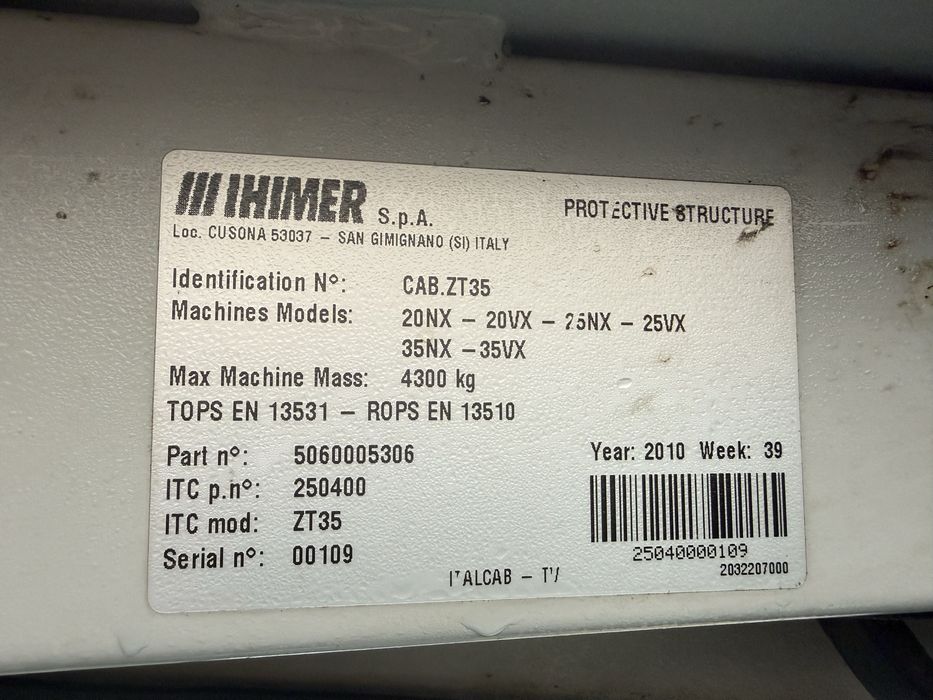 IHIMER S.p.A.
Loc. CUSONA 53037 – SAN GIMIGNANO (SI) ITALY
PROTECTIVE STRUCTURE
Identification N°: CAB.ZT35
Machines Models: 20NX – 20VX – 25NX – 25VX
35NX –35VX
Max Machine Mass: 4300 kg
TOPS EN 13531 – ROPS EN 13510
Part n°: 5060005306
Year: 2010 Week: 39
ITC p.n°: 250400
ITC mod: ZT35
Serial n°: 00109
25040000109
2032207000
ITALCAB – TV